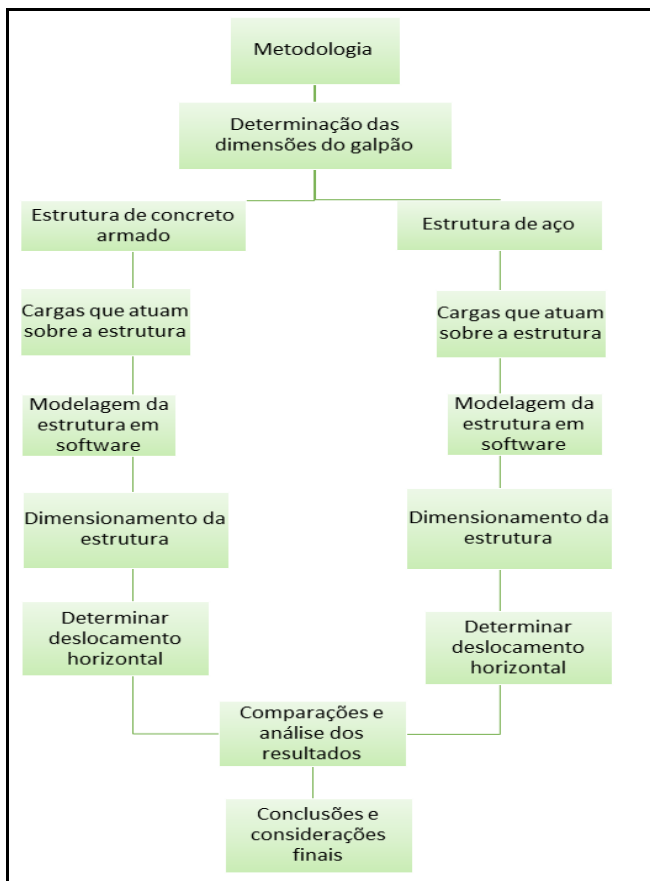 Metodologia
Determinação das
dimensões do galpão
Estrutura de concreto
armado
Cargas que atuam
sobre a estrutura
Modelagem da
estrutura em
software
Dimensionamento da
estrutura
Determinar
deslocamento
horizontal
Estrutura de aço
Cargas que atuam
sobre a estrutura
Modelagem da
estrutura em
software
Dimensionamento da
estrutura
Determinar
deslocamento
horizontal
Comparações e
análise dos
resultados
Conclusões e
considerações
finais